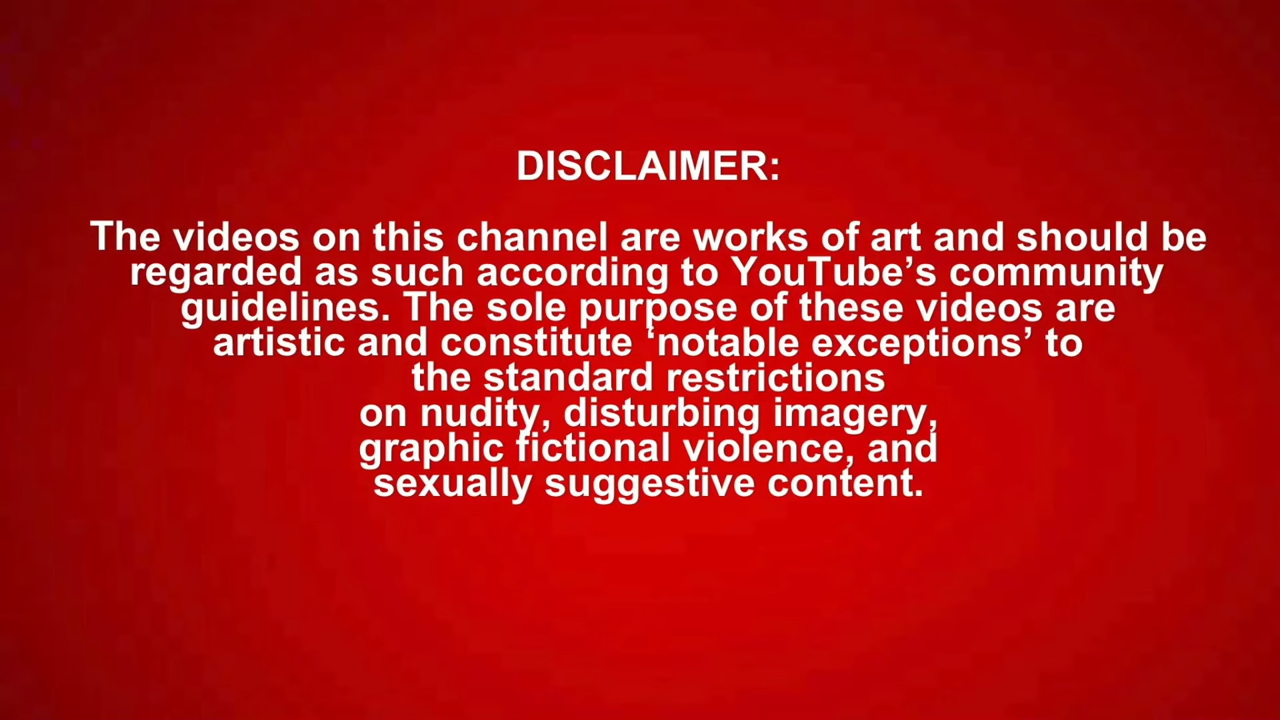 DISCLAIMER:
The videos on this channel are works of art and should be
regarded as such according to YouTube’s community
guidelines. The sole purpose of these videos are
artistic and constitute ‘notable exceptions’ to
the standard restrictions
on nudity, disturbing imagery,
graphic fictional violence, and
sexually suggestive content.